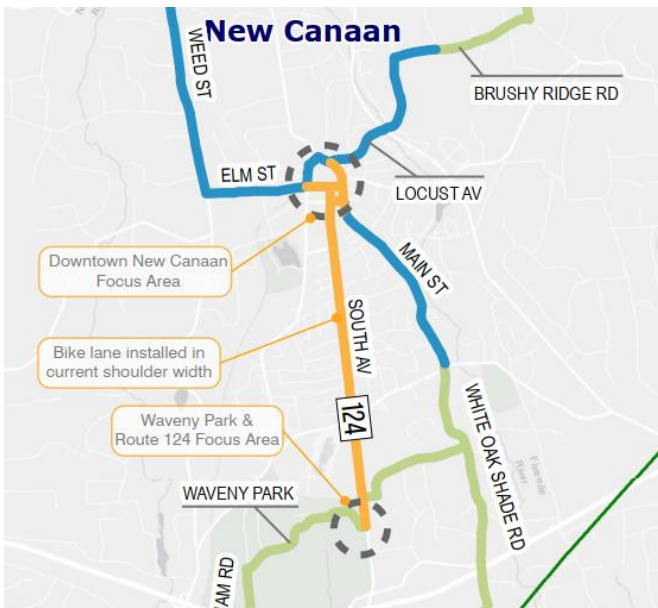 New Canaan
WEED ST
BRUSHY RIDGE RD
ELM ST
LOCUST AV
Downtown New Canaan
Focus Area
MAIN ST
SOUTH AV
Bike lane installed in
current shoulder width
124
Waveny Park &
Route 124 Focus Area
WHITE OAK SHADE RD
WAVENY PARK
River
AM RD